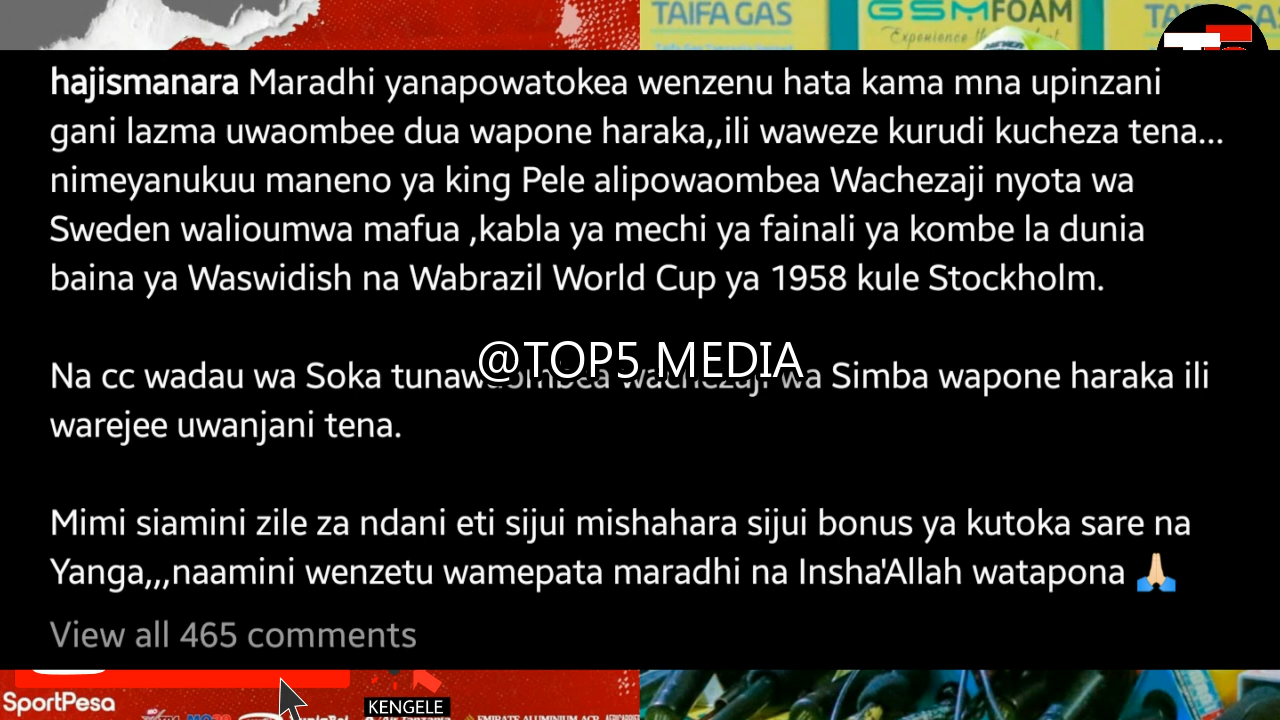 TAIFA GAS
GSM FOAM
Experience the
hajismanara Maradhi yanapowatokea wenzenu hata kama mna upinzani
gani lazma uwaombee dua wapone haraka,,ili waweze kurudi kucheza tena...
nimeyanukuu maneno ya king Pele alipowaombea Wachezaji nyota wa
Sweden walioumwa mafua ,kabla ya mechi ya fainali ya kombe la dunia
baina ya Waswidish na Wabrazil World Cup ya 1958 kule Stockholm.
@TOP5 MEDIA
Na cc wadau wa Soka tunawaombea wachezaji wa Simba wapone haraka ili
warejee uwanjani tena.
Mimi siamini zile za ndani eti sijui mishahara sijui bonus ya kutoka sare na
Yanga,,,naamini wenzetu wamepata maradhi na Insha'Allah watapona 🙏🏻
View all 465 comments
SportPesa
KENGELE